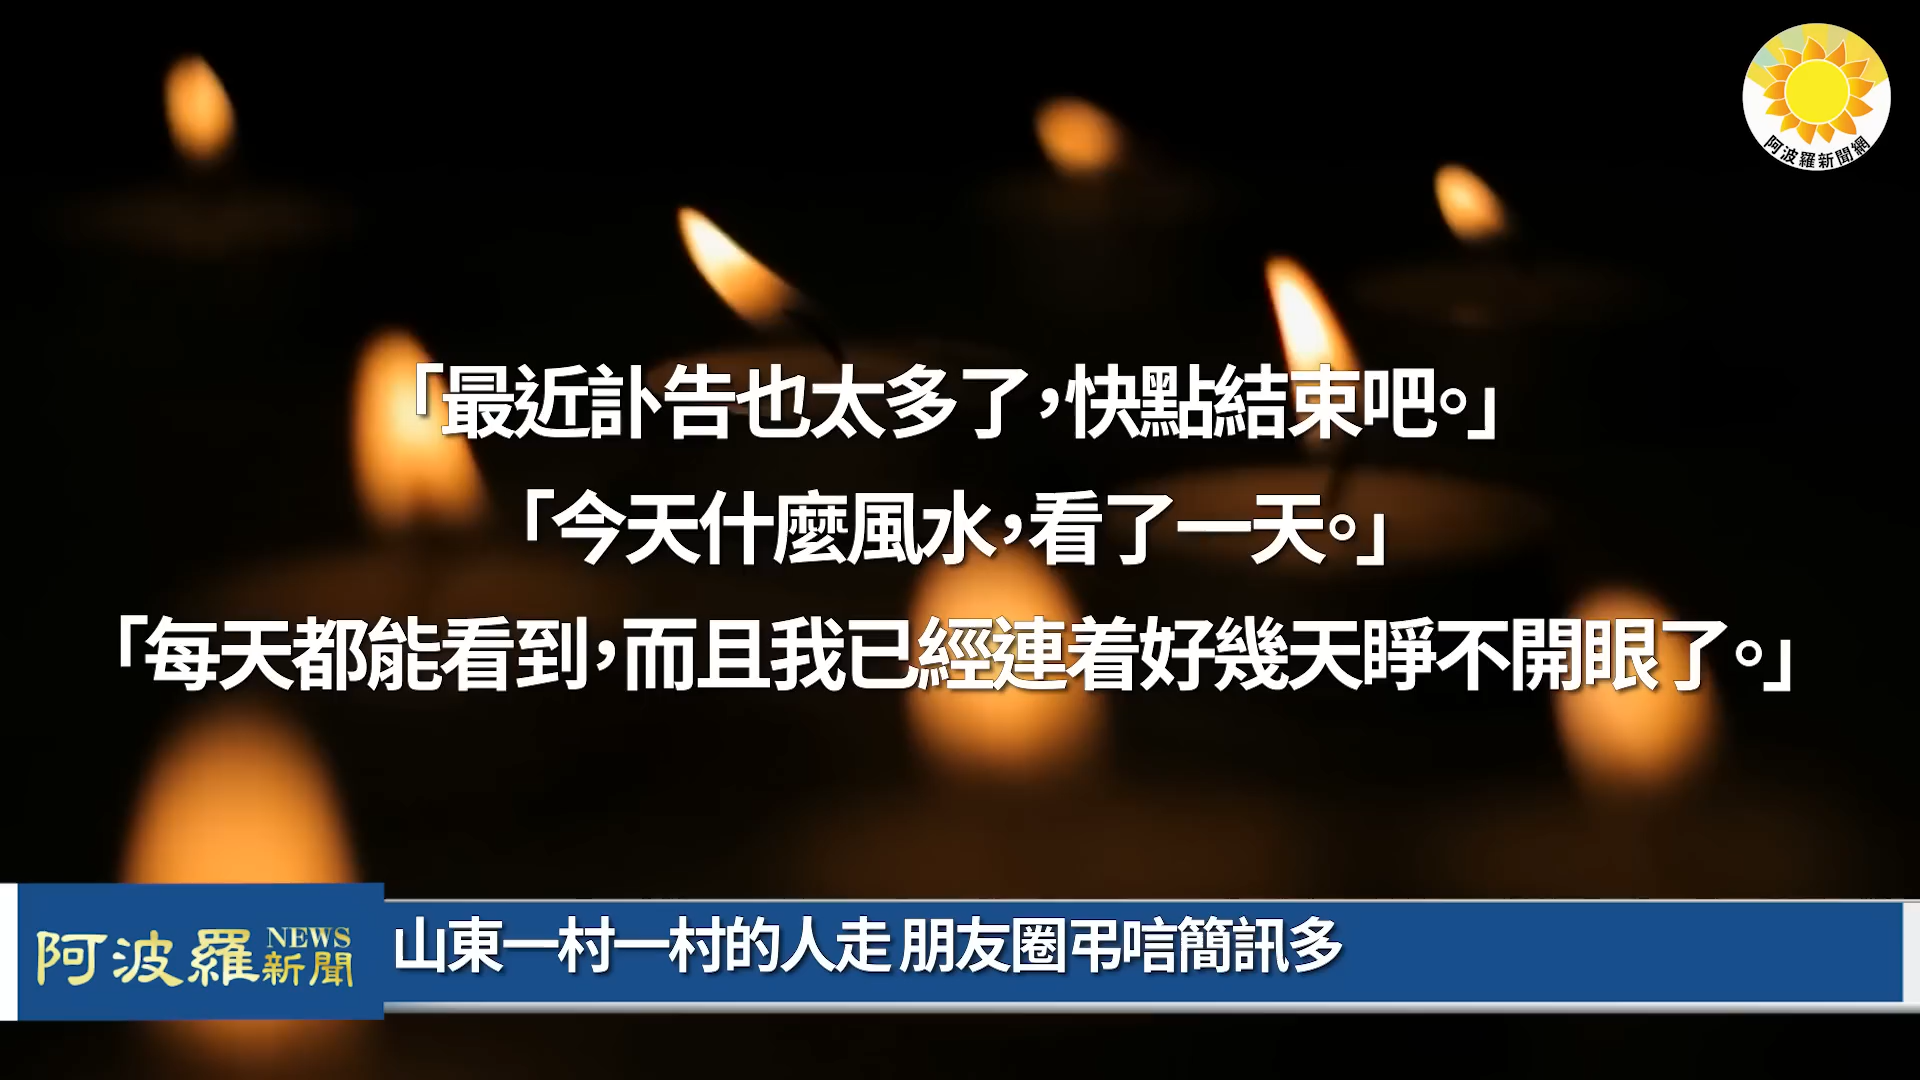 阿波羅新聞網
「最近訃告也太多了，快點結束吧。」
「今天什麼風水，看了一天。」
「每天都能看到，而且我已經連着好幾天睜不開眼了。」
阿波羅 NEWS 新聞
山東一村一村的人走 朋友圈弔唁簡訊多